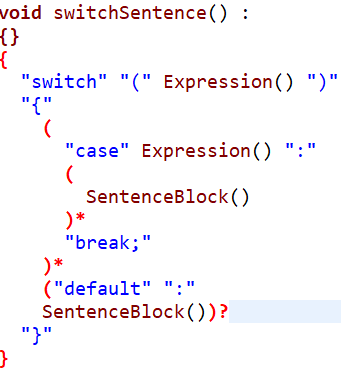 void switchSentence() :
{}
{
"switch" "(" Expression() ")"
"{"
(
"case" Expression() ":"
(
SentenceBlock()
)*
"break;"
)*
("default" ":"
SentenceBlock())?
"}"
}